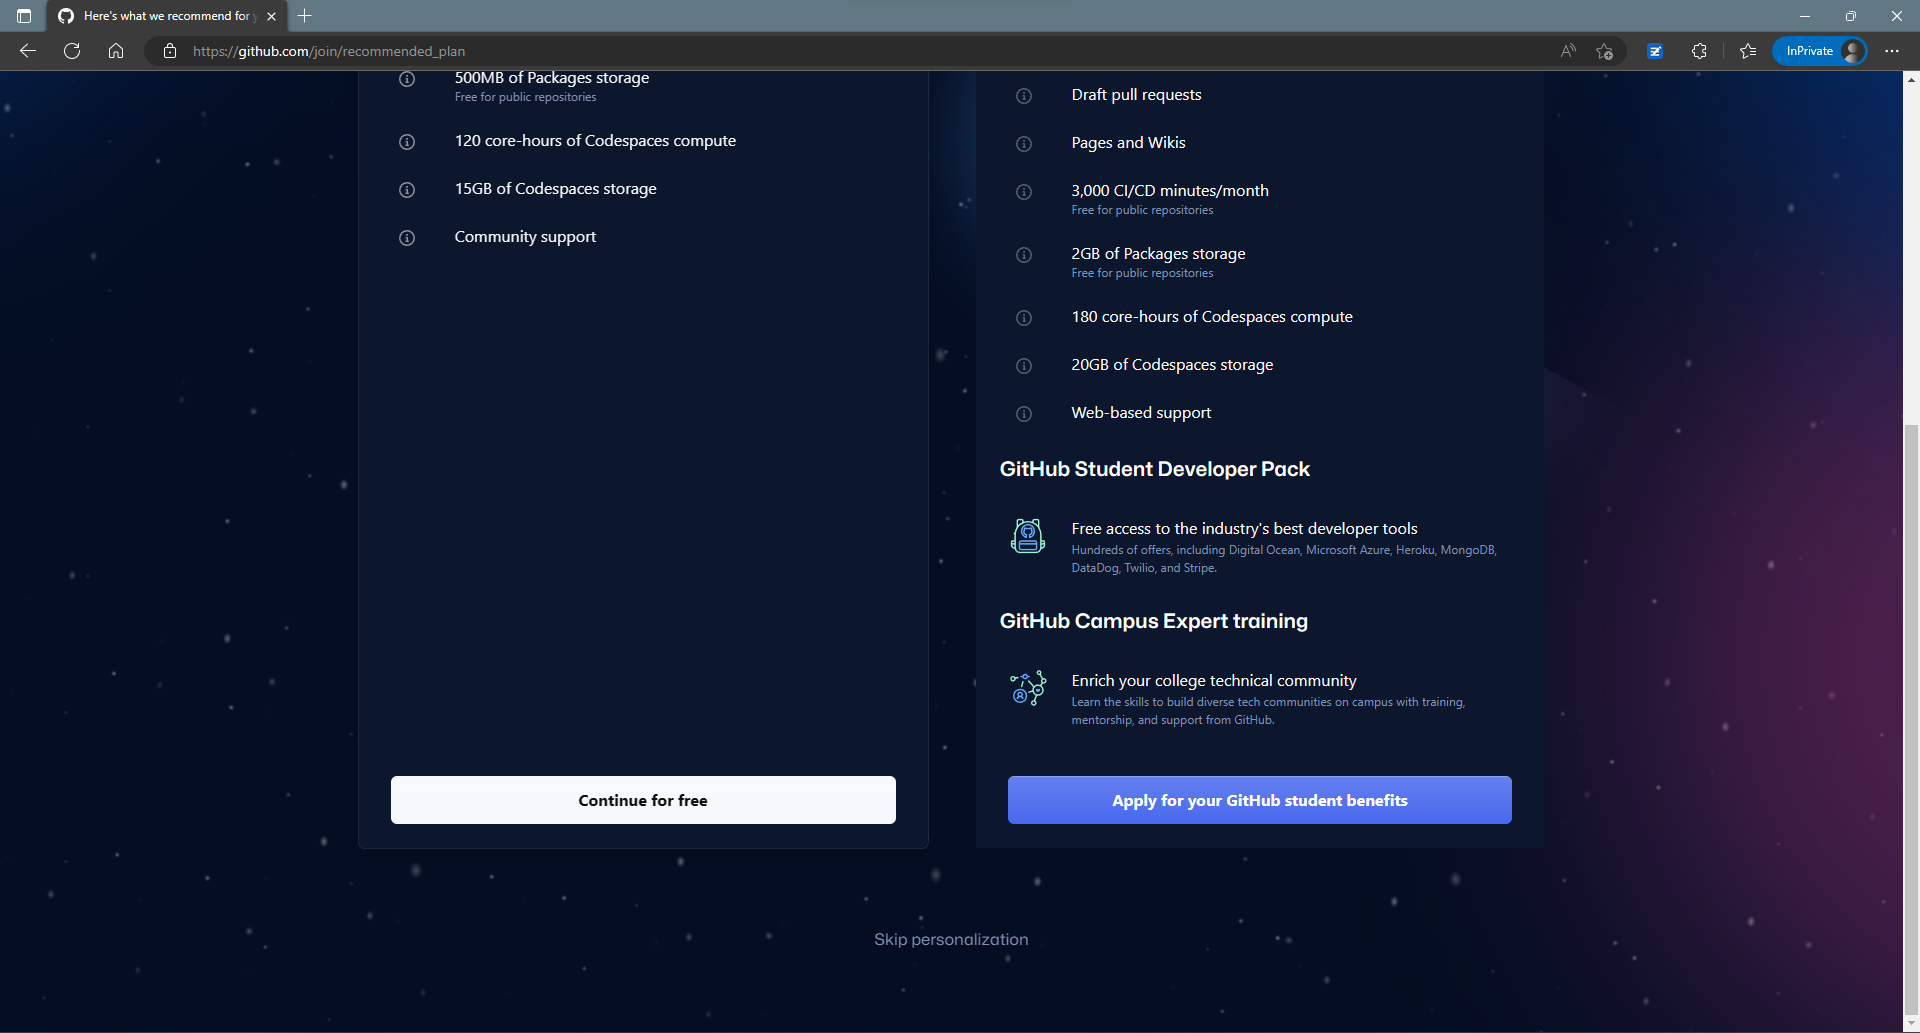 Here's what we recommend for
https://github.com/join/recommended_plan
InPrivate
500MB of Packages storage
Free for public repositories
120 core-hours of Codespaces compute
15GB of Codespaces storage
Community support
Continue for free
Draft pull requests
Pages and Wikis
3,000 CI/CD minutes/month
Free for public repositories
2GB of Packages storage
Free for public repositories
180 core-hours of Codespaces compute
20GB of Codespaces storage
Web-based support
GitHub Student Developer Pack
Free access to the industry's best developer tools
Hundreds of offers, including Digital Ocean, Microsoft Azure, Heroku, MongoDB,
DataDog, Twilio, and Stripe.
GitHub Campus Expert training
Enrich your college technical community
Learn the skills to build diverse tech communities on campus with training,
mentorship, and support from GitHub.
Apply for your GitHub student benefits
Skip personalization